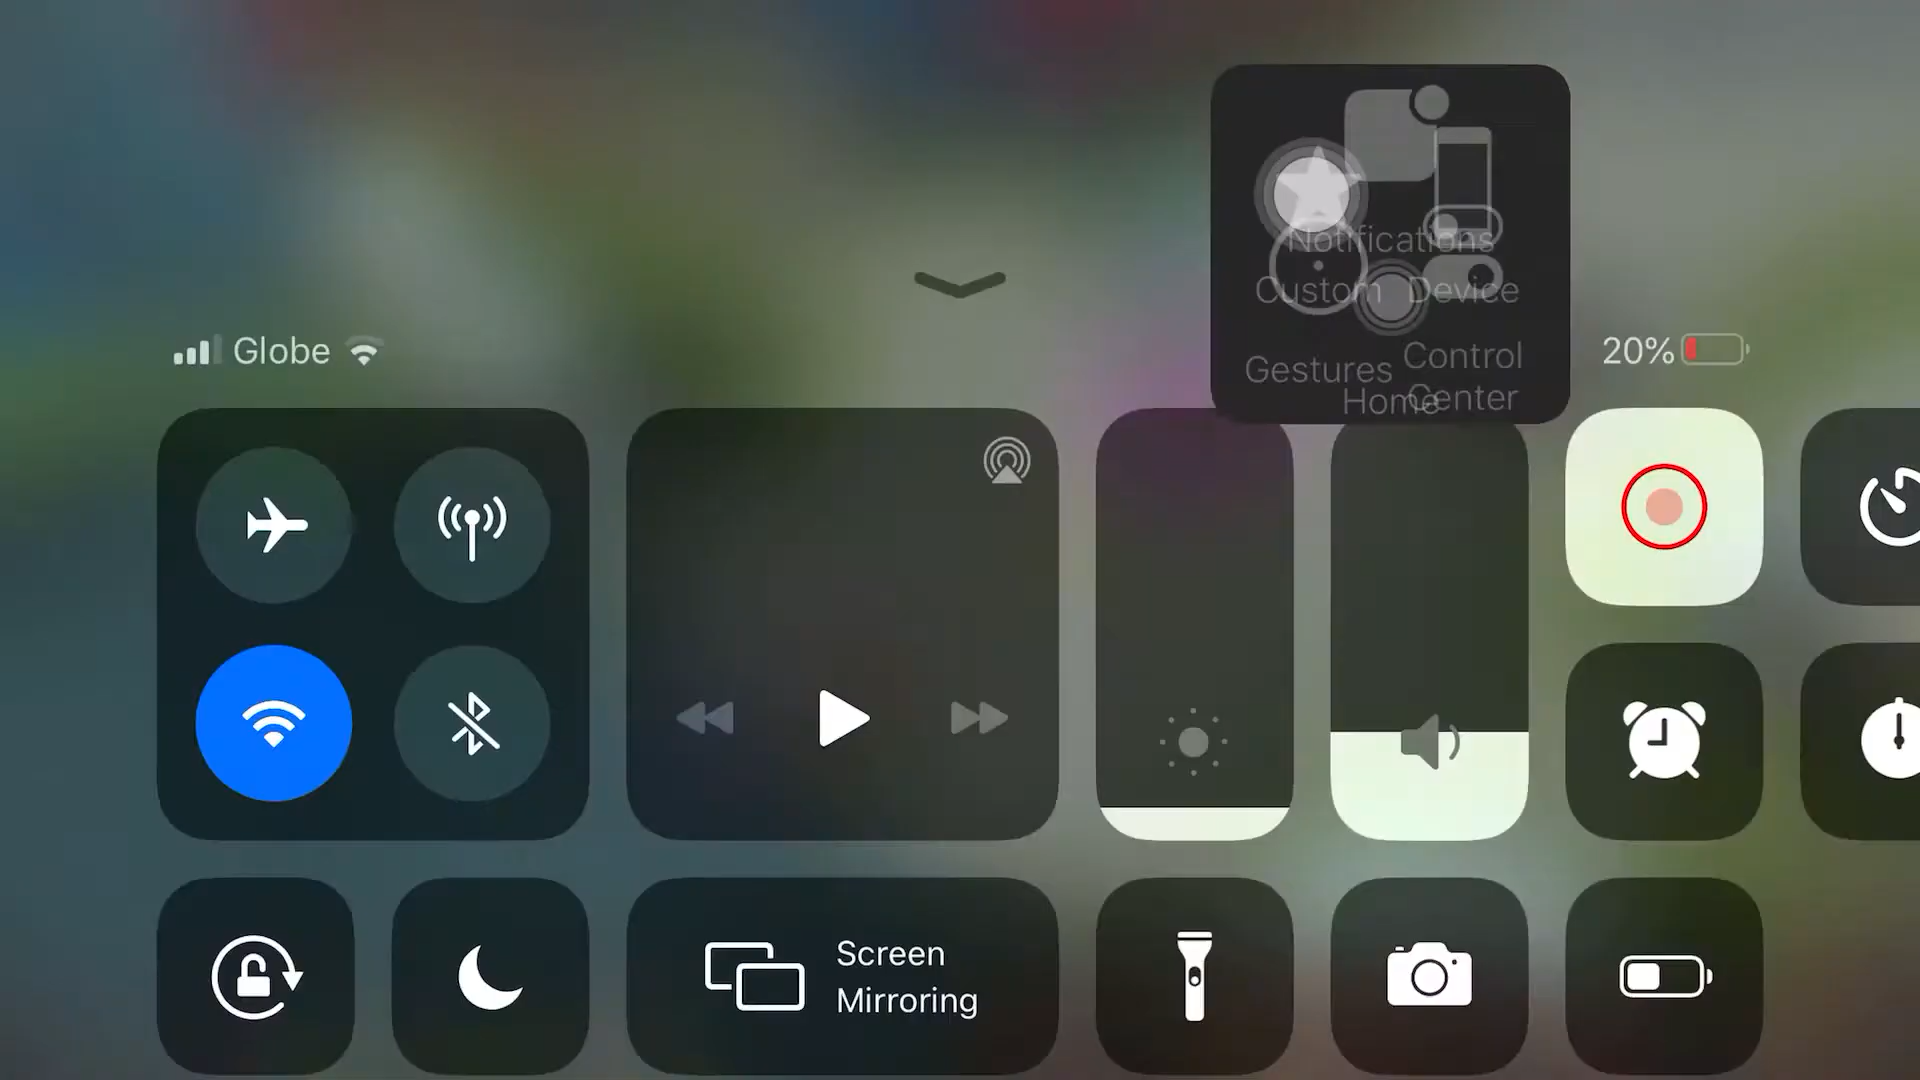 Notifications
Custom
Device
Globe
20%
Gestures
Control
Center
Home
Screen
Mirroring